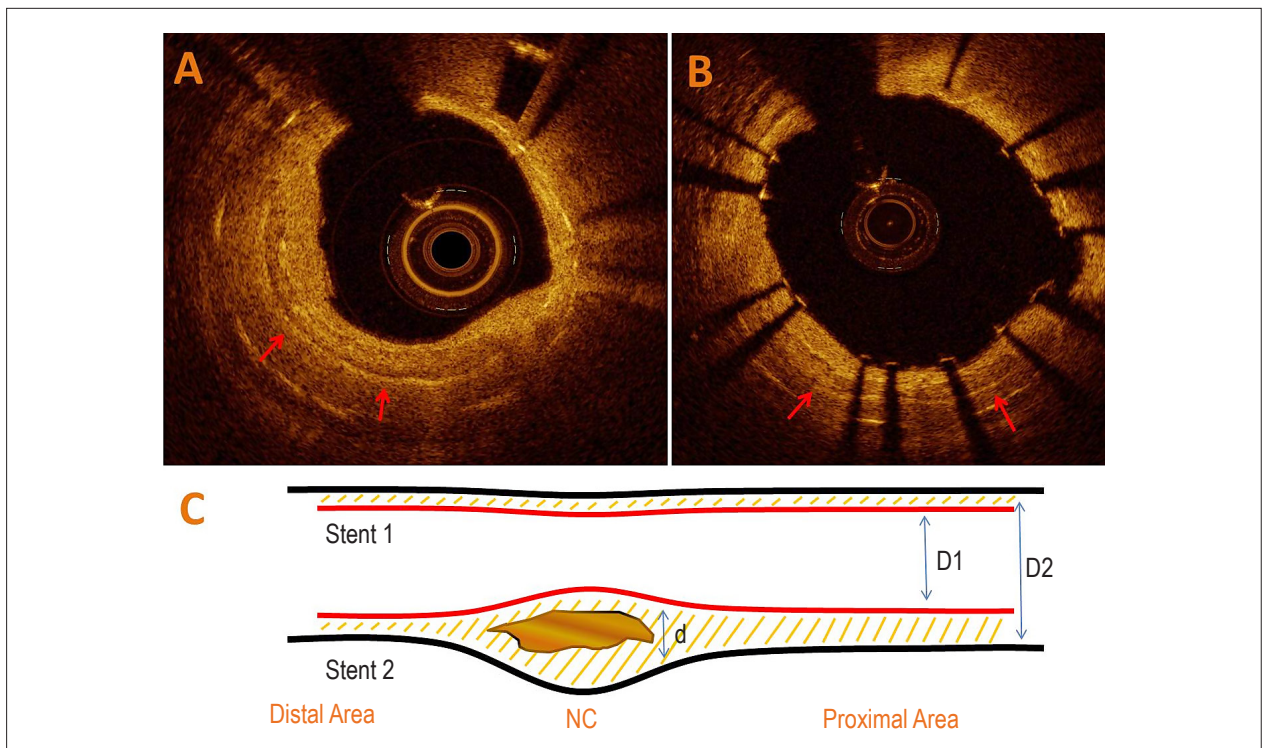 A
B
C
Stent 1
D1
D2
d
Stent 2
Distal Area
NC
Proximal Area